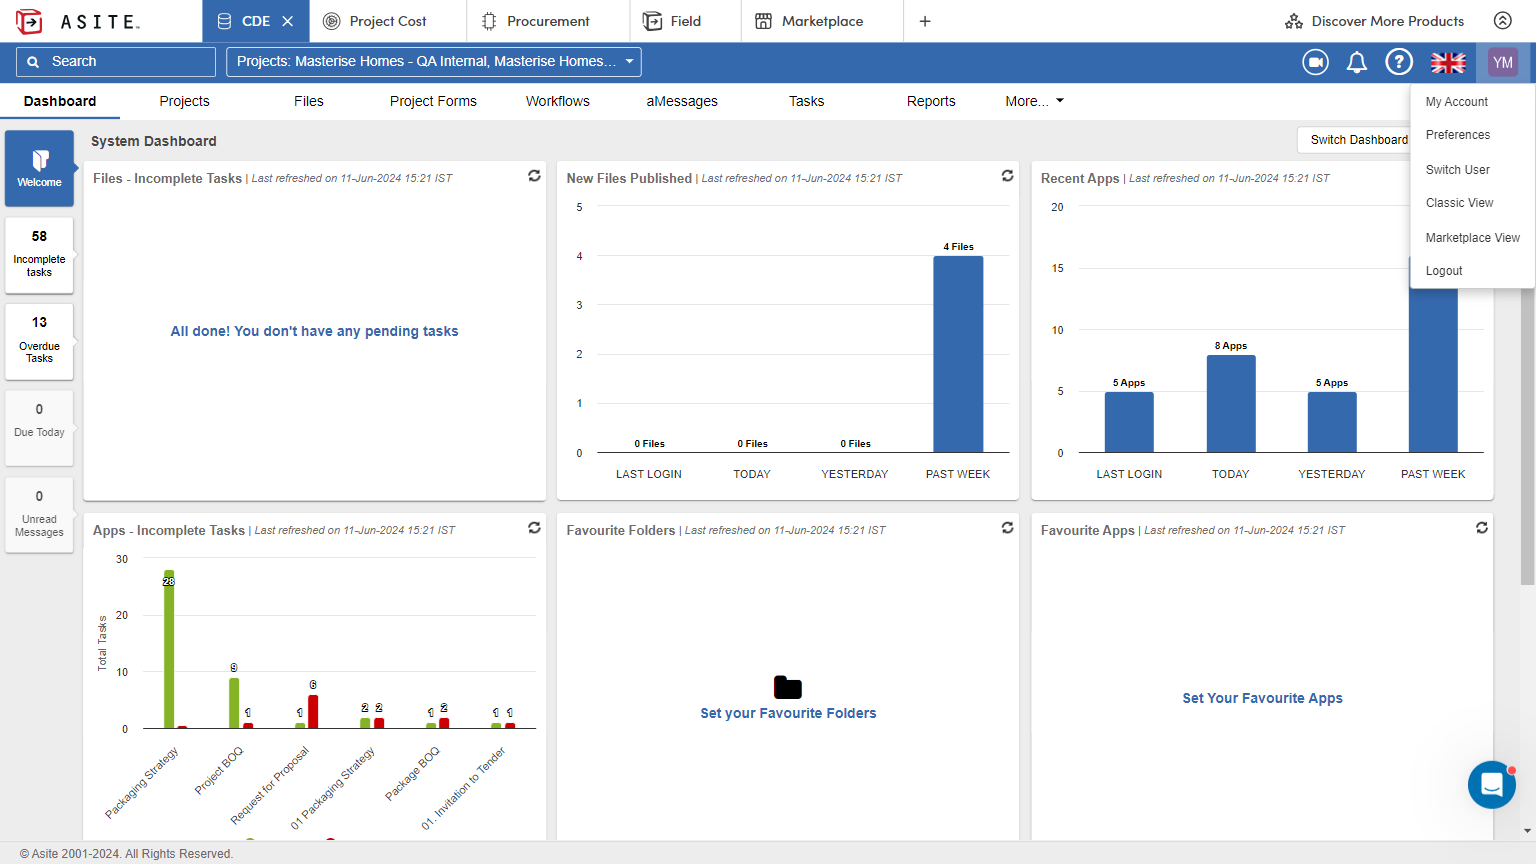 ASITE
CDE
Project Cost
Procurement
Field
Marketplace
Discover More Products
Search
Projects: Masterise Homes - QA Internal, Masterise Homes...
YM
Dashboard
Projects
Files
Project Forms
Workflows
aMessages
Tasks
Reports
More...
My Account
Preferences
Switch User
Classic View
Marketplace View
Logout
System Dashboard
Switch Dashboard
Welcome
58
Incomplete
tasks
13
Overdue
Tasks
0
Due Today
0
Unread
Messages
Files - Incomplete Tasks | Last refreshed on 11-Jun-2024 15:21 IST
All done! You don't have any pending tasks
New Files Published | Last refreshed on 11-Jun-2024 15:21 IST
5
4
3
2
1
0
4 Files
0 Files
0 Files
0 Files
LAST LOGIN
TODAY
YESTERDAY
PAST WEEK
Recent Apps | Last refreshed on 11-Jun-2024 15:21 IST
20
15
10
5
0
5 Apps
8 Apps
5 Apps
LAST LOGIN
TODAY
YESTERDAY
PAST WEEK
Apps - Incomplete Tasks | Last refreshed on 11-Jun-2024 15:21 IST
Total Tasks
30
20
10
0
28
9
1
1
6
2
2
1
2
1
1
Packaging Strategy
Project BOQ
Request for Proposal
01 Packaging Strategy
Package BOQ
01. Invitation to Tender
Favourite Folders | Last refreshed on 11-Jun-2024 15:21 IST
Set your Favourite Folders
Favourite Apps | Last refreshed on 11-Jun-2024 15:21 IST
Set Your Favourite Apps
© Asite 2001-2024. All Rights Reserved.